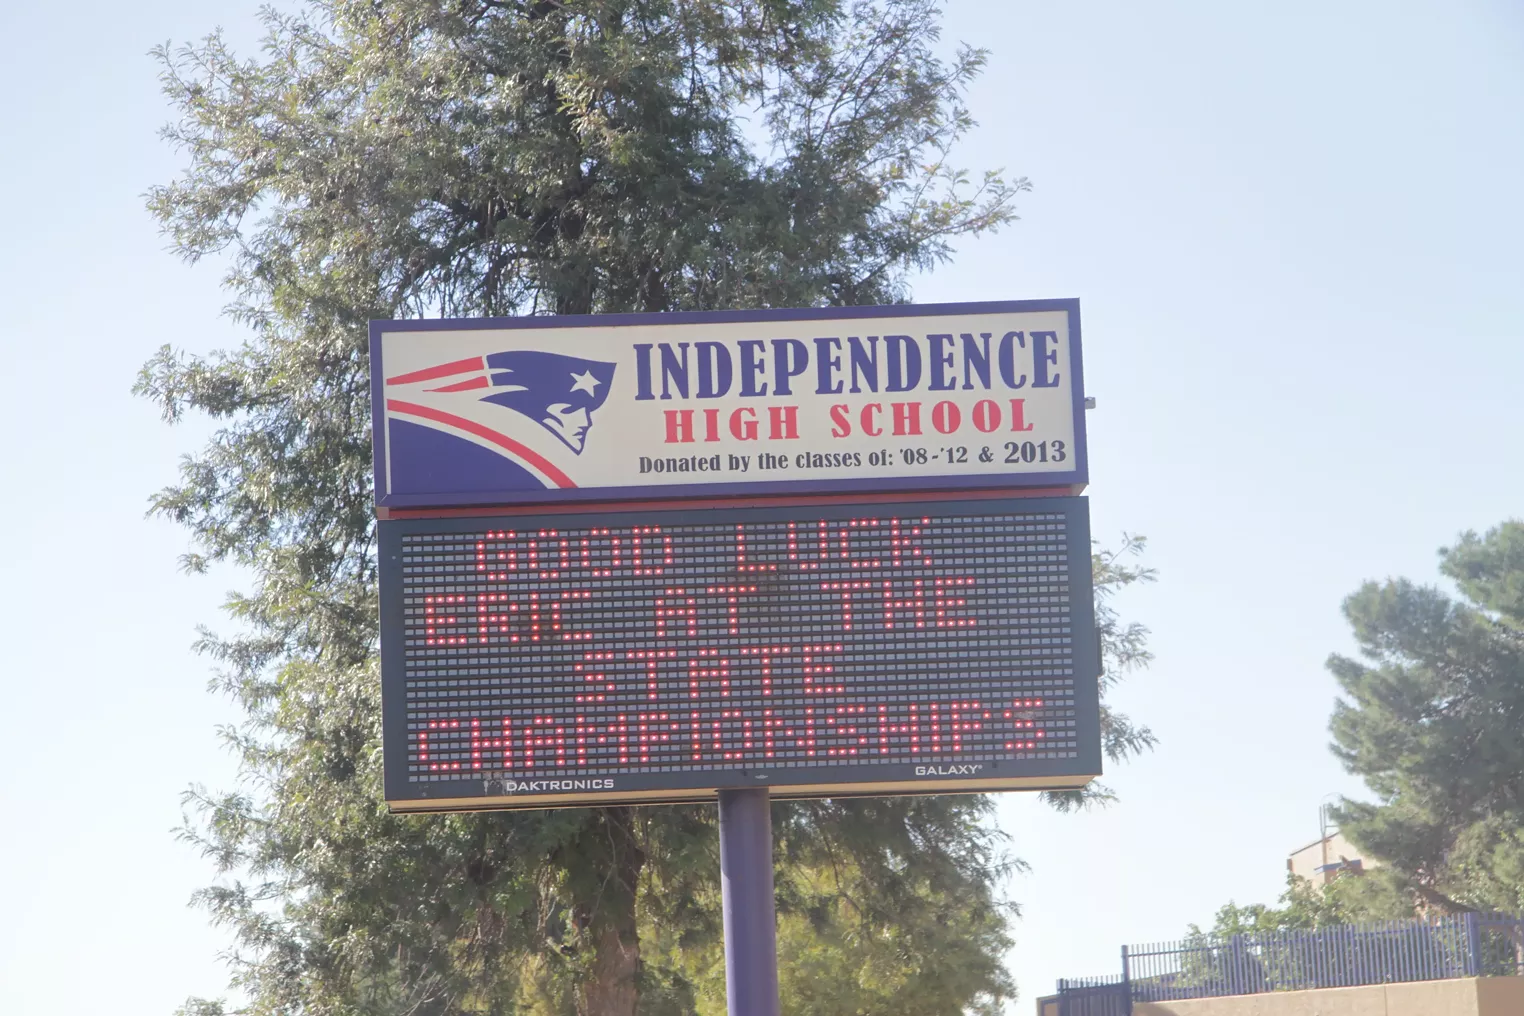 INDEPENDENCE
HIGH SCHOOL
Donated by the classes of: '08-'12 & 2013
GOOD LUCK
ERIC AT THE
STATE
CHAMPIONSHIPS
DAKTRONICS
GALAXY